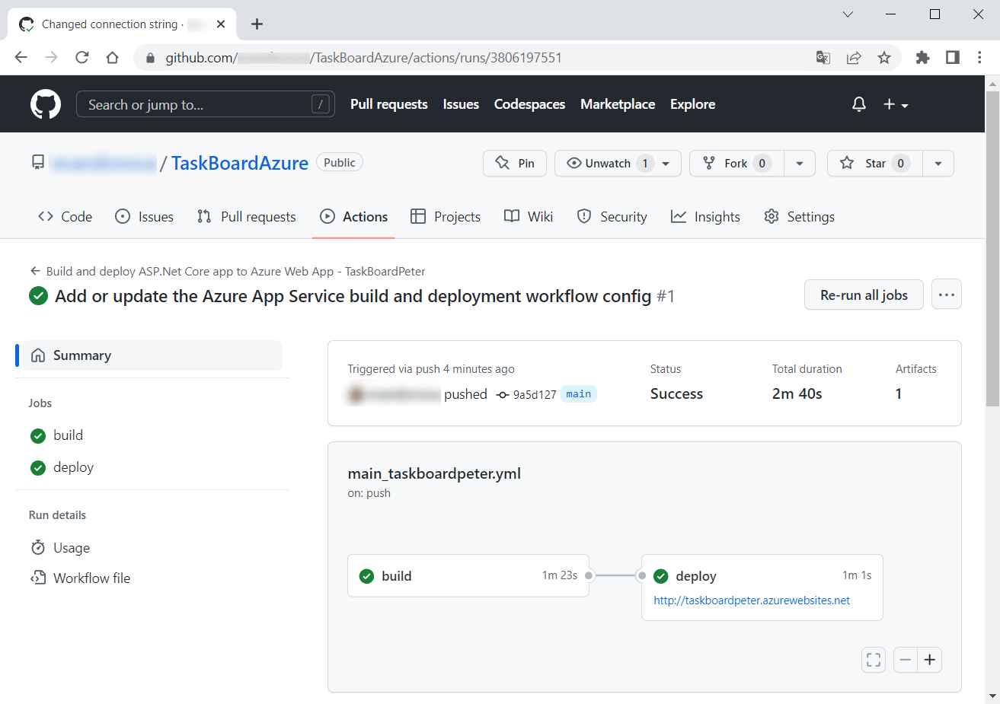 Changed connection string ·
github.com/ /TaskBoardAzure/actions/runs/3806197551
Search or jump to... /
Pull requests Issues Codespaces Marketplace Explore
/ TaskBoardAzure Public
Pin Unwatch 1 Fork 0 Star 0
Code Issues Pull requests Actions Projects Wiki Security Insights Settings
Build and deploy ASP.Net Core app to Azure Web App - TaskBoardPeter
Add or update the Azure App Service build and deployment workflow config #1
Re-run all jobs
Summary
Jobs
build
deploy
Run details
Usage
Workflow file
Triggered via push 4 minutes ago
pushed 9a5d127 main
Status
Success
Total duration
2m 40s
Artifacts
1
main_taskboardpeter.yml
on: push
build 1m 23s
deploy 1m 1s
http://taskboardpeter.azurewebsites.net